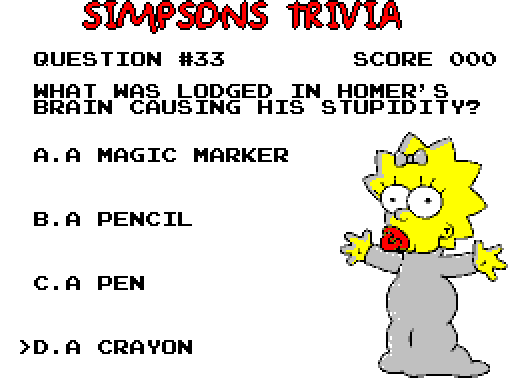 SIMPSONS TRIVIA
QUESTION #33 SCORE 000
WHAT WAS LODGED IN HOMER'S
BRAIN CAUSING HIS STUPIDITY?
A.A MAGIC MARKER
B.A PENCIL
C.A PEN
>D.A CRAYON